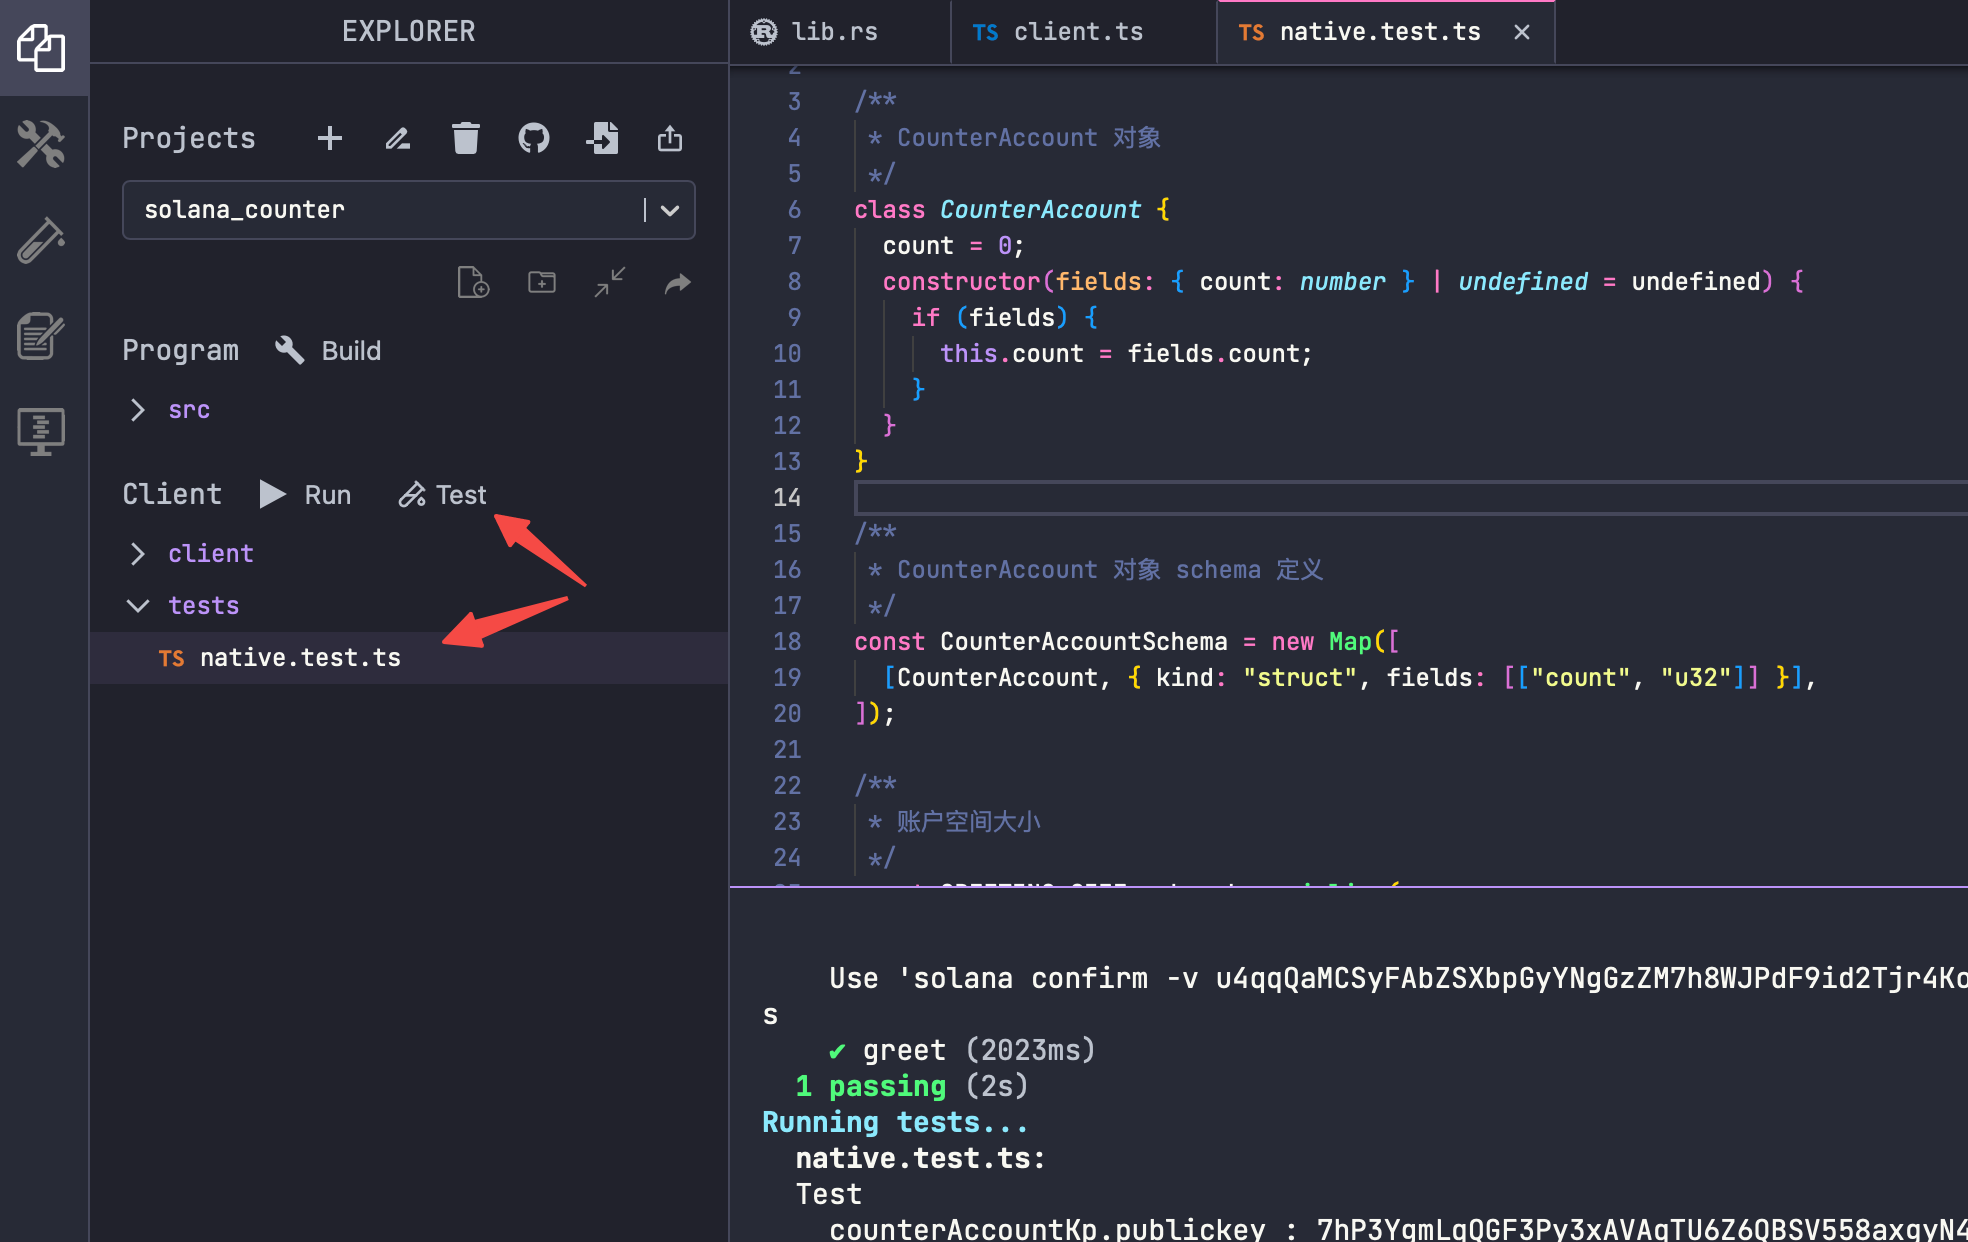 EXPLORER
Projects
solana_counter
Program
Build
src
Client
Run
Test
client
tests
TS native.test.ts
lib.rs
TS client.ts
TS native.test.ts
2
3 /**
4 * CounterAccount 对象
5 */
6 class CounterAccount {
7 count = 0;
8 constructor(fields: { count: number } | undefined = undefined) {
9 if (fields) {
10 this.count = fields.count;
11 }
12 }
13 }
14
15 /**
16 * CounterAccount 对象 schema 定义
17 */
18 const CounterAccountSchema = new Map([
19 [CounterAccount, { kind: "struct", fields: [["count", "u32"]] }],
20 ]);
21
22 /**
23 * 账户空间大小
24 */
Use 'solana confirm -v u4qqQaMCSyFAbZSXbpGyYNgGzZM7h8WJPdF9id2Tjr4Ko
s
✔ greet (2023ms)
1 passing (2s)
Running tests...
native.test.ts:
Test
counterAccountKp.publickey : 7hP3YqmLqQGF3Py3xAVAqTU6Z6QBSV558axgyN4